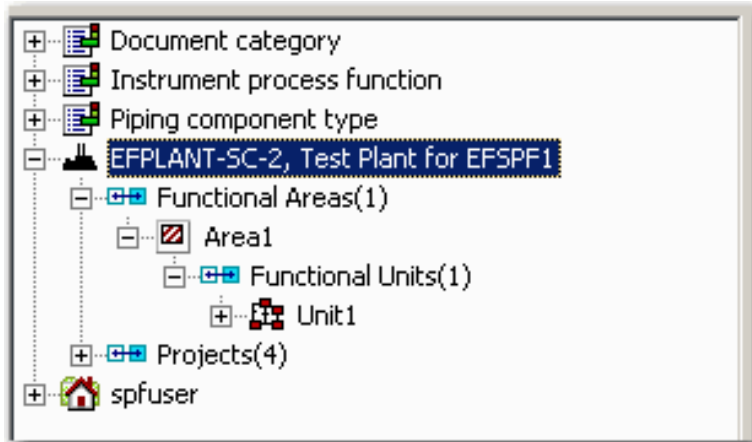 Document category
Instrument process function
Piping component type
EFPLANT-SC-2, Test Plant for EFSPF1
Functional Areas(1)
Area1
Functional Units(1)
Unit1
Projects(4)
spfuser